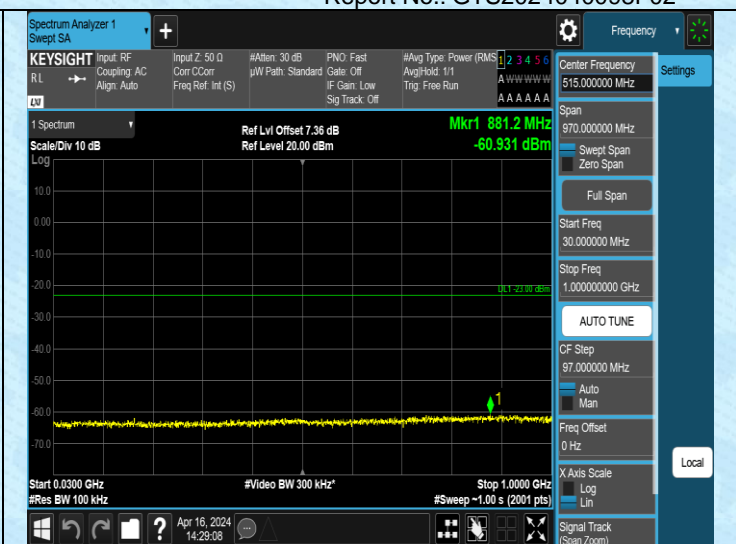 Spectrum Analyzer 1
Swept SA
+
Frequency
KEYSIGHT
RL
LXI
Input: RF
Coupling: AC
Align: Auto
Input Z: 50 Ω
Corr CCorr
Freq Ref: Int (S)
#Atten: 30 dB
µW Path: Standard
PNO: Fast
Gate: Off
IF Gain: Low
Sig Track: Off
#Avg Type: Power (RMS
Avg|Hold: 1/1
Trig: Free Run
1 2 3 4 5 6
A W W W W W
A A A A A A
1 Spectrum
Scale/Div 10 dB
Log
Ref Lvl Offset 7.36 dB
Ref Level 20.00 dBm
Mkr1 881.2 MHz
-60.931 dBm
10.0
0.00
-10.0
-20.0
DL1 -23.00 dBm
-30.0
-40.0
-50.0
1
-60.0
-70.0
Start 0.0300 GHz
#Res BW 100 kHz
#Video BW 300 kHz*
Stop 1.0000 GHz
#Sweep ~1.00 s (2001 pts)
?
Apr 16, 2024
14:29:08
Center Frequency
515.000000 MHz
Settings
Span
970.000000 MHz
Swept Span
Zero Span
Full Span
Start Freq
30.000000 MHz
Stop Freq
1.000000000 GHz
AUTO TUNE
CF Step
97.000000 MHz
Auto
Man
Freq Offset
0 Hz
X Axis Scale
Log
Lin
Local
Signal Track
(Span Zoom)